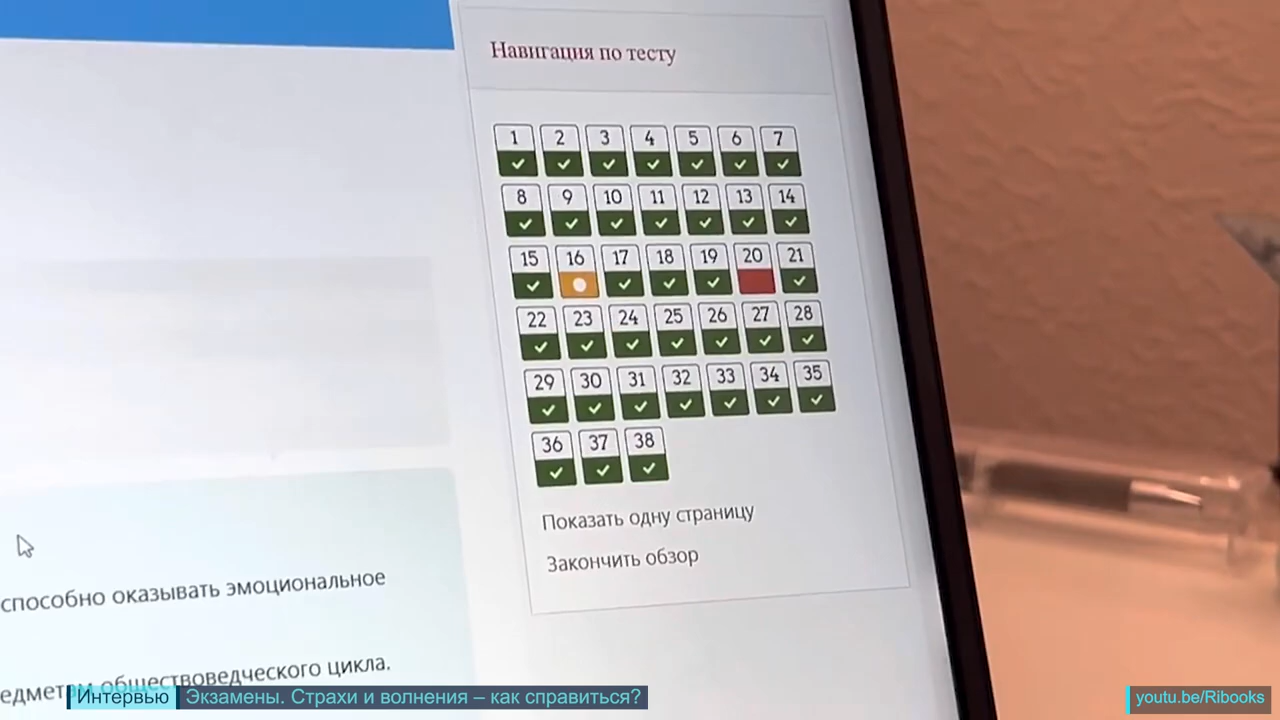 Навигация по тесту
1 2 3 4 5 6 7
8 9 10 11 12 13 14
15 16 17 18 19 20 21
22 23 24 25 26 27 28
29 30 31 32 33 34 35
36 37 38
Показать одну страницу
Закончить обзор
способно оказывать эмоциональное
обществоведческого цикла.
Интервью Экзамены. Страхи и волнения – как справиться?
youtu.be/Ribooks